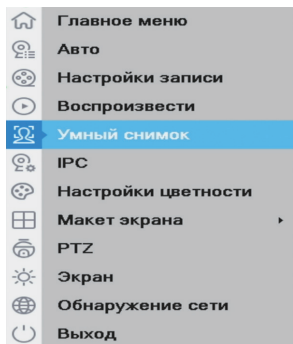 Главное меню
Авто
Настройки записи
Воспроизвести
Умный снимок
IPC
Настройки цветности
Макет экрана
PTZ
Экран
Обнаружение сети
Выход